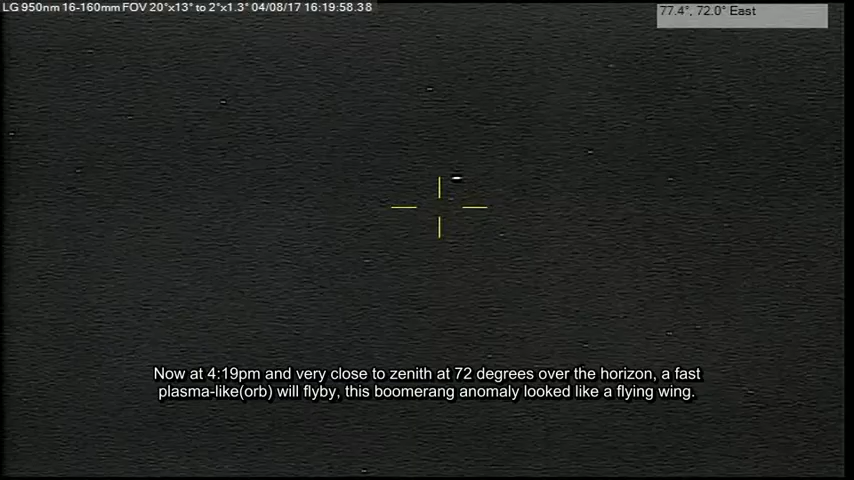 LG 950nm 16-160mm FOV 20°x13° to 2°x1.3° 04/08/17 16:19:58.38
77.4°, 72.0° East
Now at 4:19pm and very close to zenith at 72 degrees over the horizon, a fast
plasma-like(orb) will flyby, this boomerang anomaly looked like a flying wing.